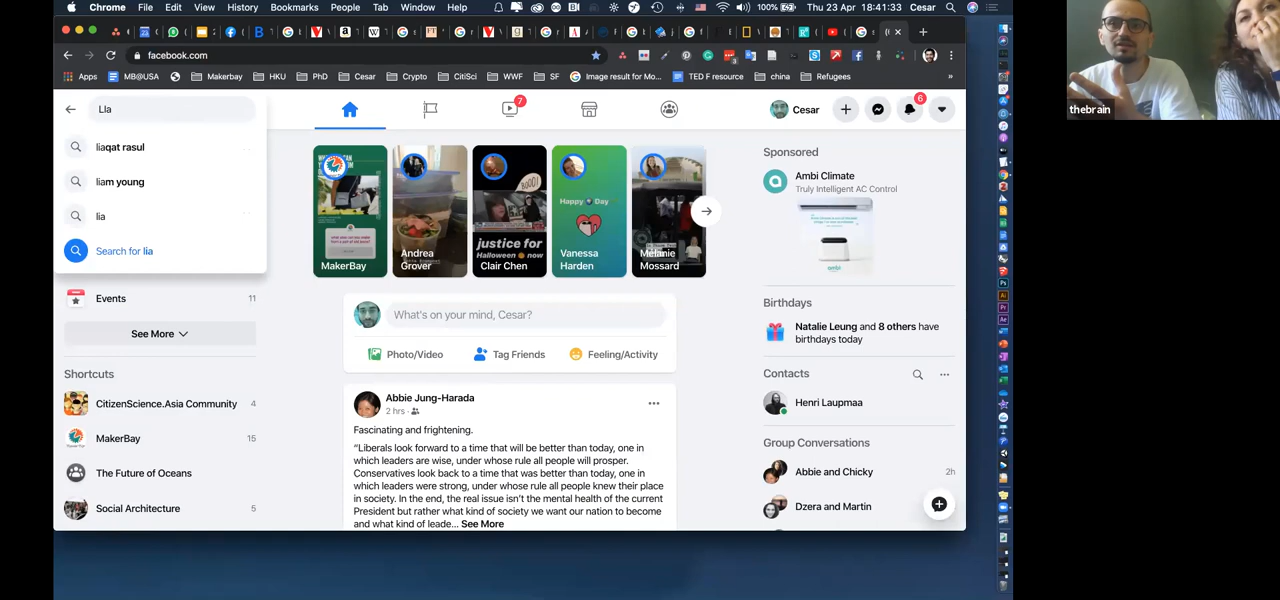 Chrome File Edit View History Bookmarks People Tab Window Help
100% Thu 23 Apr 18:41:33 Cesar
facebook.com
Apps MB@USA Makerbay HKU PhD Cesar Crypto CitiSci WWF SF Image result for Mo... TED F resource china Refugees »
LIa
7
Cesar
6
liaqat rasul
liam young
lia
Search for lia
Events 11
See More
Shortcuts
CitizenScience.Asia Community 4
MakerBay 15
The Future of Oceans
Social Architecture 5
MakerBay
Andrea
Grover
BOOO!
justice for
Halloween
Clair Chen
Happy Day
Vanessa
Harden
Melanie
Mossard
What's on your mind, Cesar?
Photo/Video Tag Friends Feeling/Activity
Abbie Jung-Harada
2 hrs
Fascinating and frightening.
“Liberals look forward to a time that will be better than today, one in
which leaders are wise, under whose rule all people will prosper.
Conservatives look back to a time that was better than today, one in
which leaders were strong, under whose rule all people knew their place
in society. In the end, the real issue isn't the mental health of the current
President but rather what kind of society we want our nation to become
and what kind of leade... See More
Sponsored
Ambi Climate
Truly Intelligent AC Control
Birthdays
Natalie Leung and 8 others have
birthdays today
Contacts
Henri Laupmaa
Group Conversations
Abbie and Chicky 2h
Dzera and Martin
thebrain